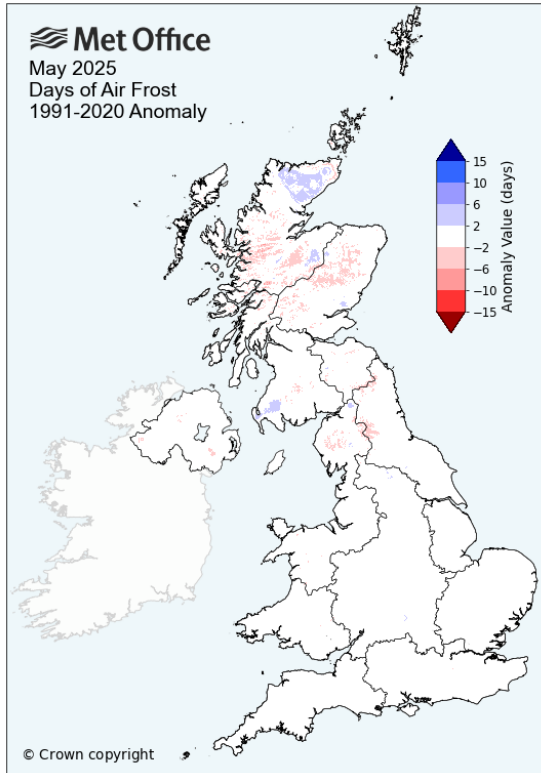 Met Office
May 2025
Days of Air Frost
1991-2020 Anomaly
15
10
6
2
−2
−6
−10
−15
Anomaly Value (days)
© Crown copyright